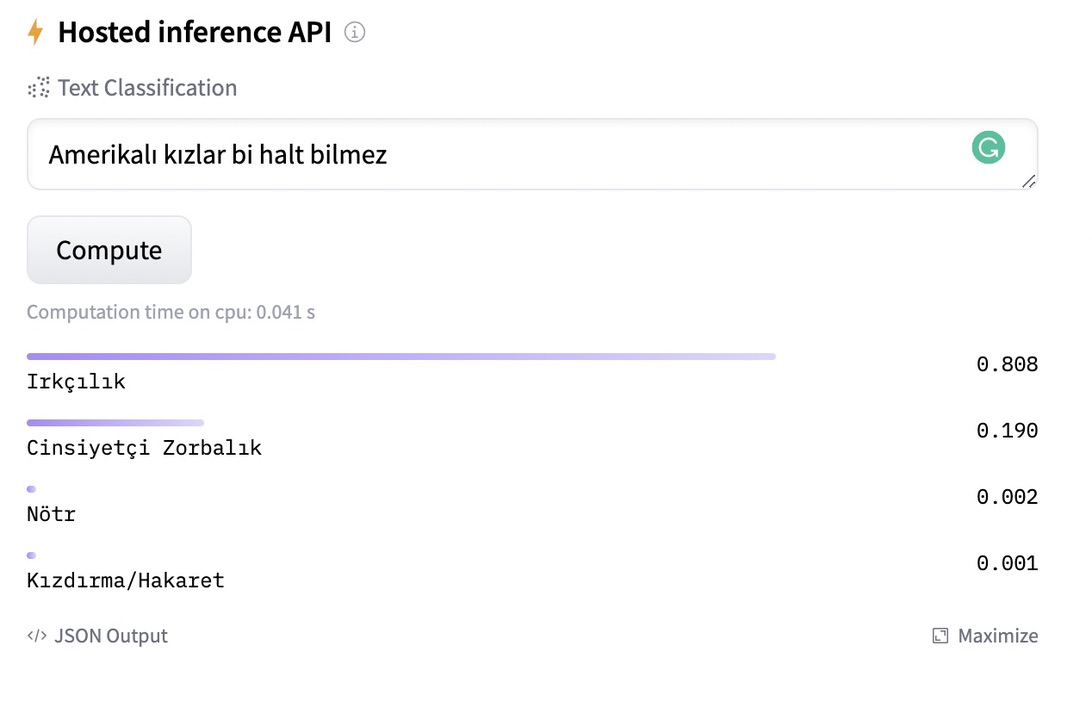 Hosted inference API
Text Classification
Amerikalı kızlar bi halt bilmez
Compute
Computation time on cpu: 0.041 s
0.808
Irkçılık
0.190
Cinsiyetçi Zorbalık
0.002
Nötr
0.001
Kızdırma/Hakaret
</> JSON Output
Maximize